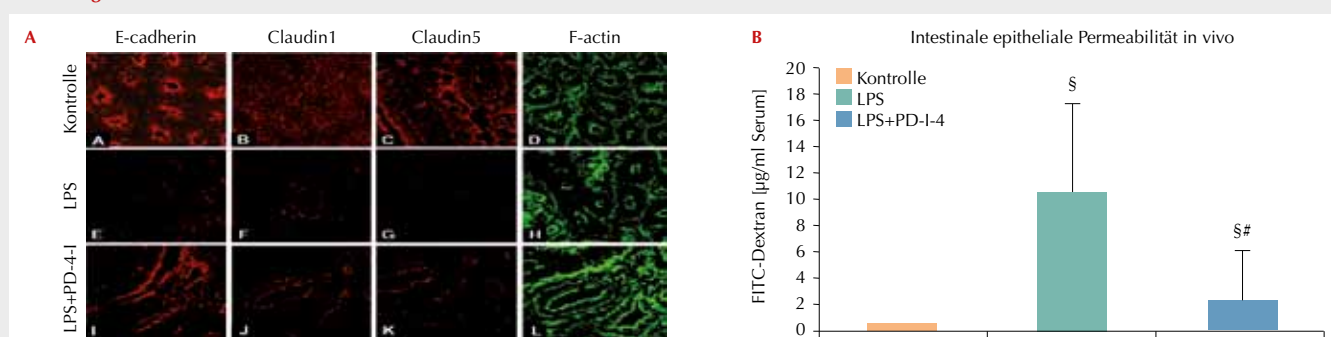 A
E-cadherin
Claudin1
Claudin5
F-actin
Kontrolle
A
B
C
D
LPS
E
F
G
H
LPS+PD-4-I
I
J
K
L
B
Intestinale epitheliale Permeabilität in vivo
FITC-Dextran [µg/ml Serum]
20
18
16
14
12
10
8
6
4
2
0
Kontrolle
LPS
LPS+PD-I-4
§
§#